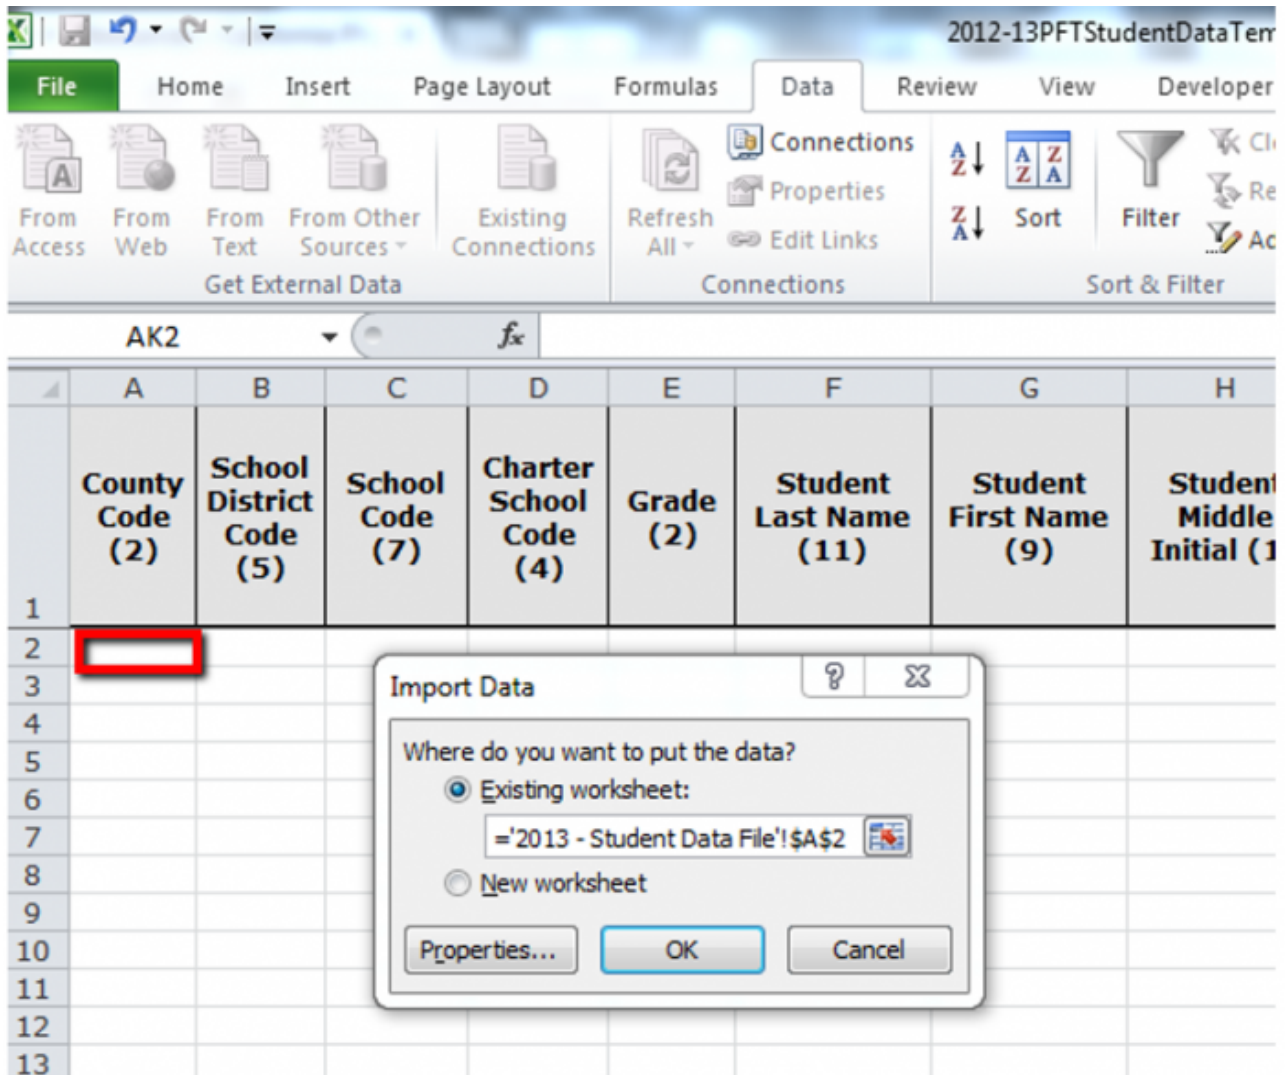 2012-13PFTStudentDataTem
File Home Insert Page Layout Formulas Data Review View Developer
From Access
From Web
From Text
From Other Sources
Existing Connections
Refresh All
Connections
Properties
Edit Links
Sort
Filter
Get External Data
Connections
Sort & Filter
AK2
fx
A B C D E F G H
County Code (2)
School District Code (5)
School Code (7)
Charter School Code (4)
Grade (2)
Student Last Name (11)
Student First Name (9)
Student Middle Initial (1
1
2
3
4
5
6
7
8
9
10
11
12
13
Import Data
Where do you want to put the data?
Existing worksheet:
='2013 - Student Data File'!$A$2
New worksheet
Properties...
OK
Cancel